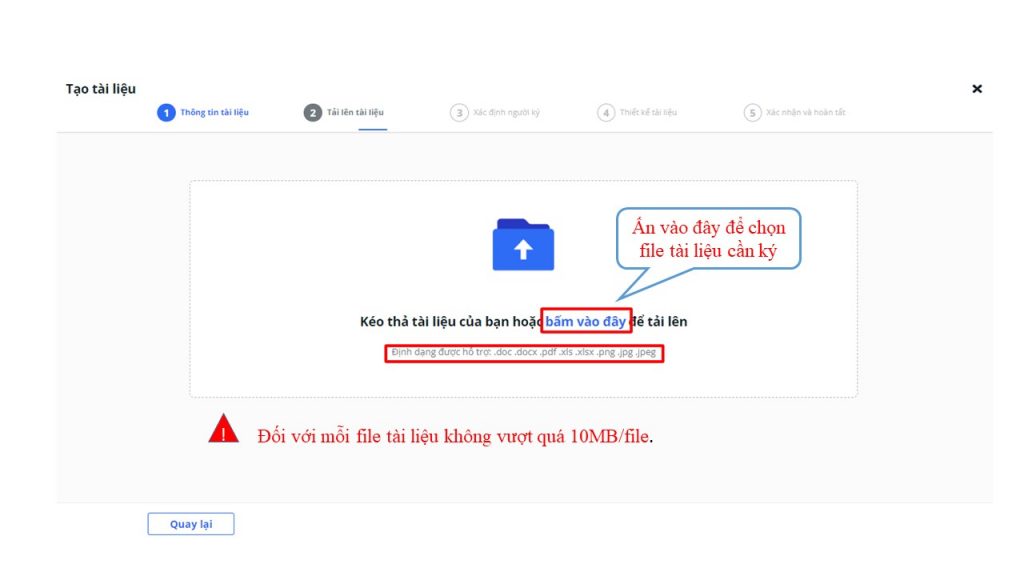 Tạo tài liệu
1 Thông tin tài liệu 2 Tải lên tài liệu 3 Xác định người ký 4 Thiết kế tài liệu 5 Xác nhận và hoàn tất
Ấn vào đây để chọn
file tài liệu cần ký
Kéo thả tài liệu của bạn hoặc bấm vào đây để tải lên
Định dạng được hỗ trợ: .doc .docx .pdf .xls .xlsx .png .jpg .jpeg
! Đối với mỗi file tài liệu không vượt quá 10MB/file.
Quay lại